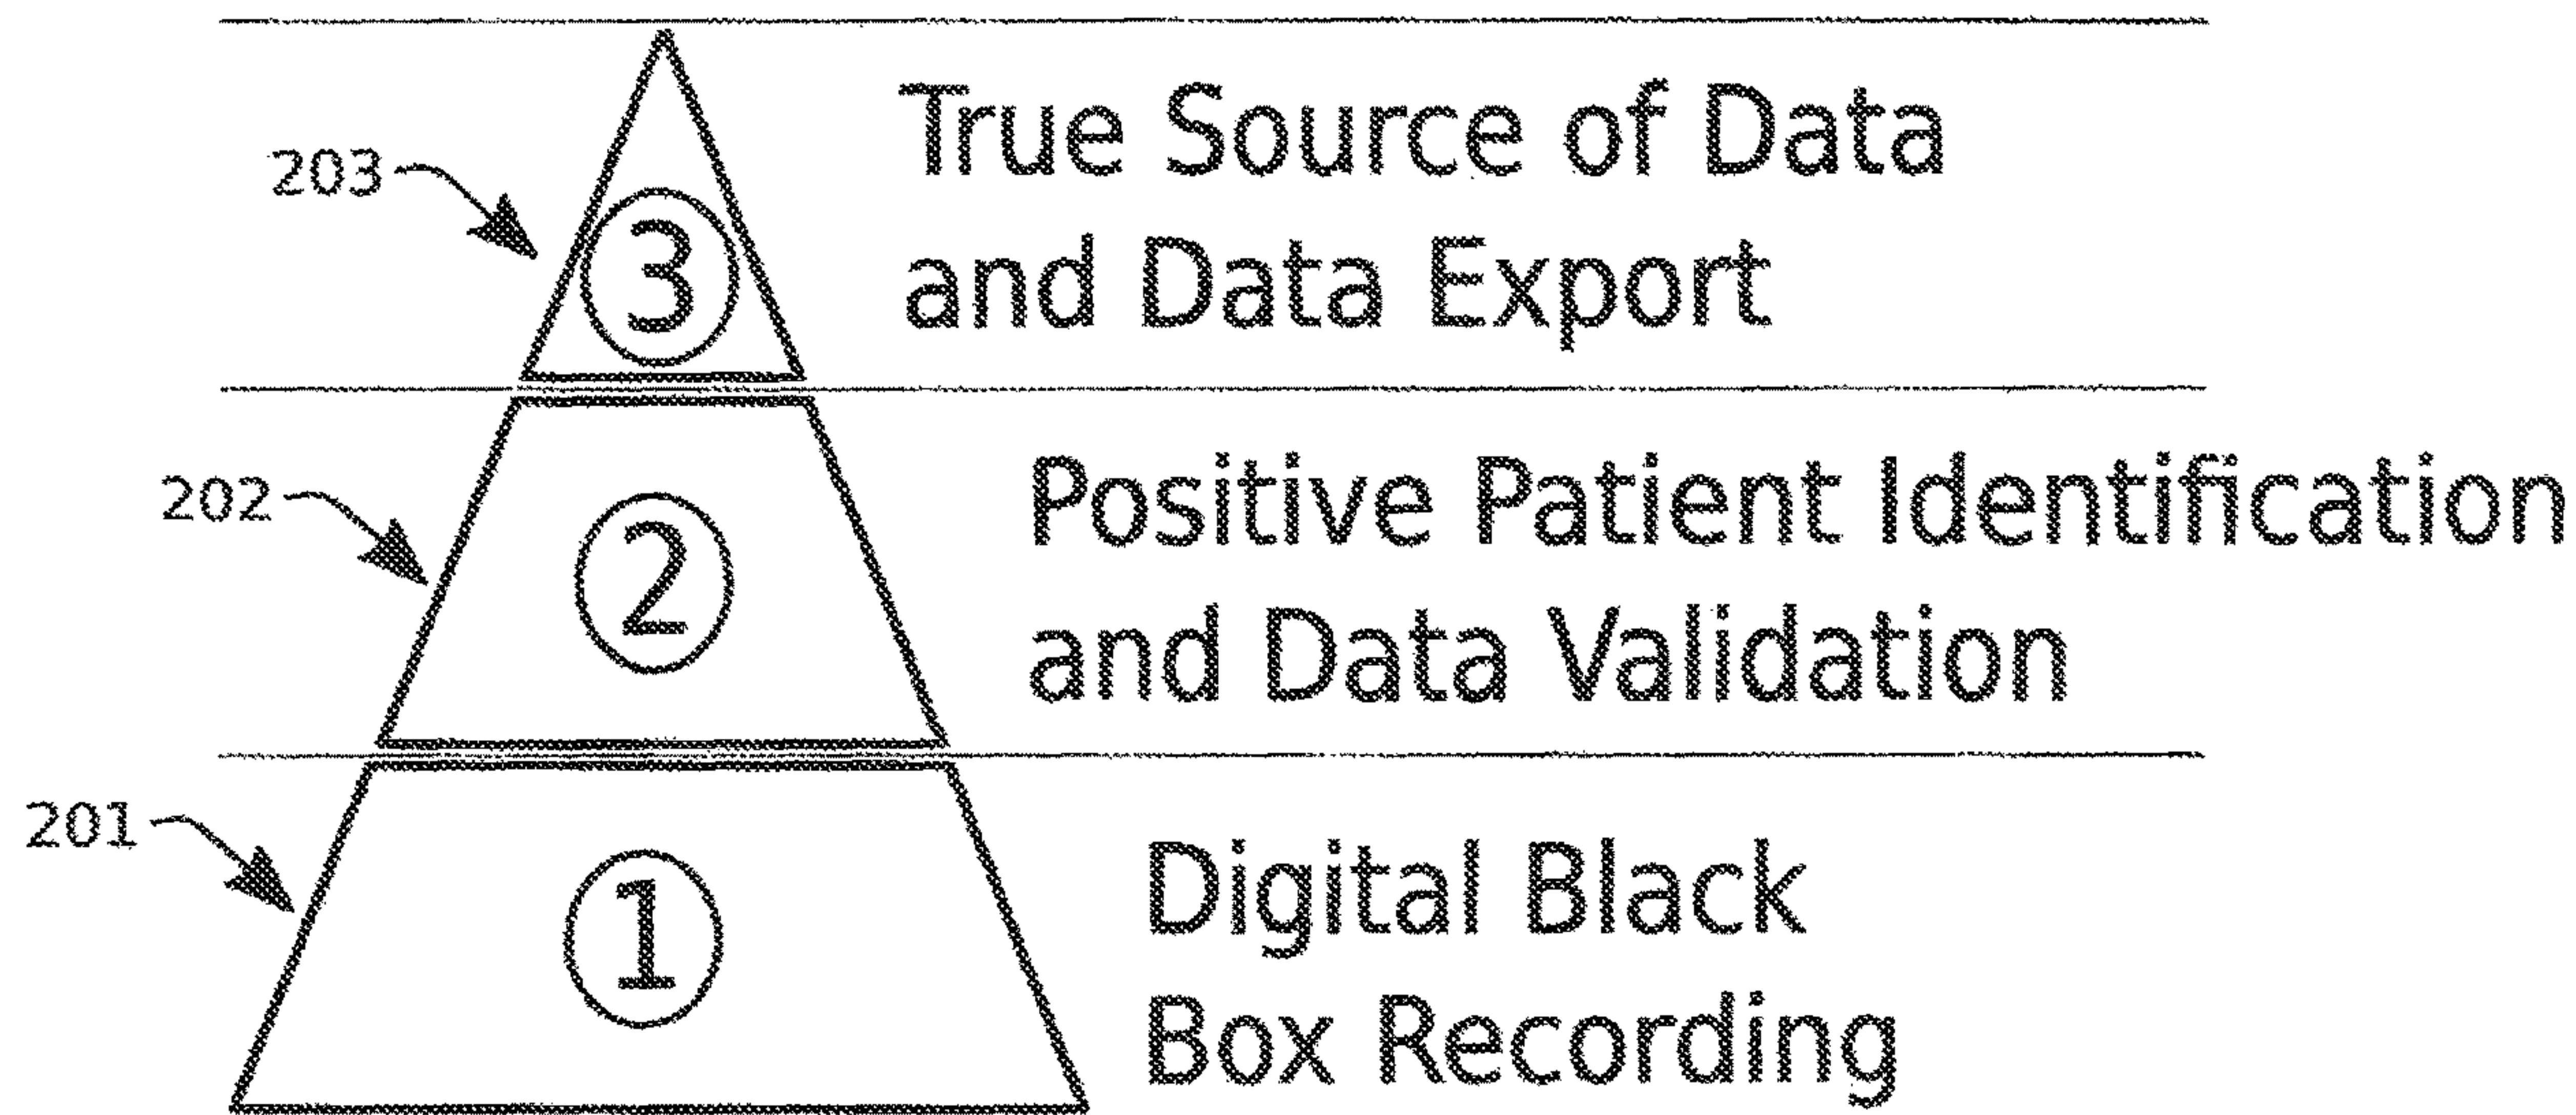 True Source of Data
203
3
and Data Export
Positive Patient Identification
202
2
and Data Validation
Digital Black
201
1
Box Recording